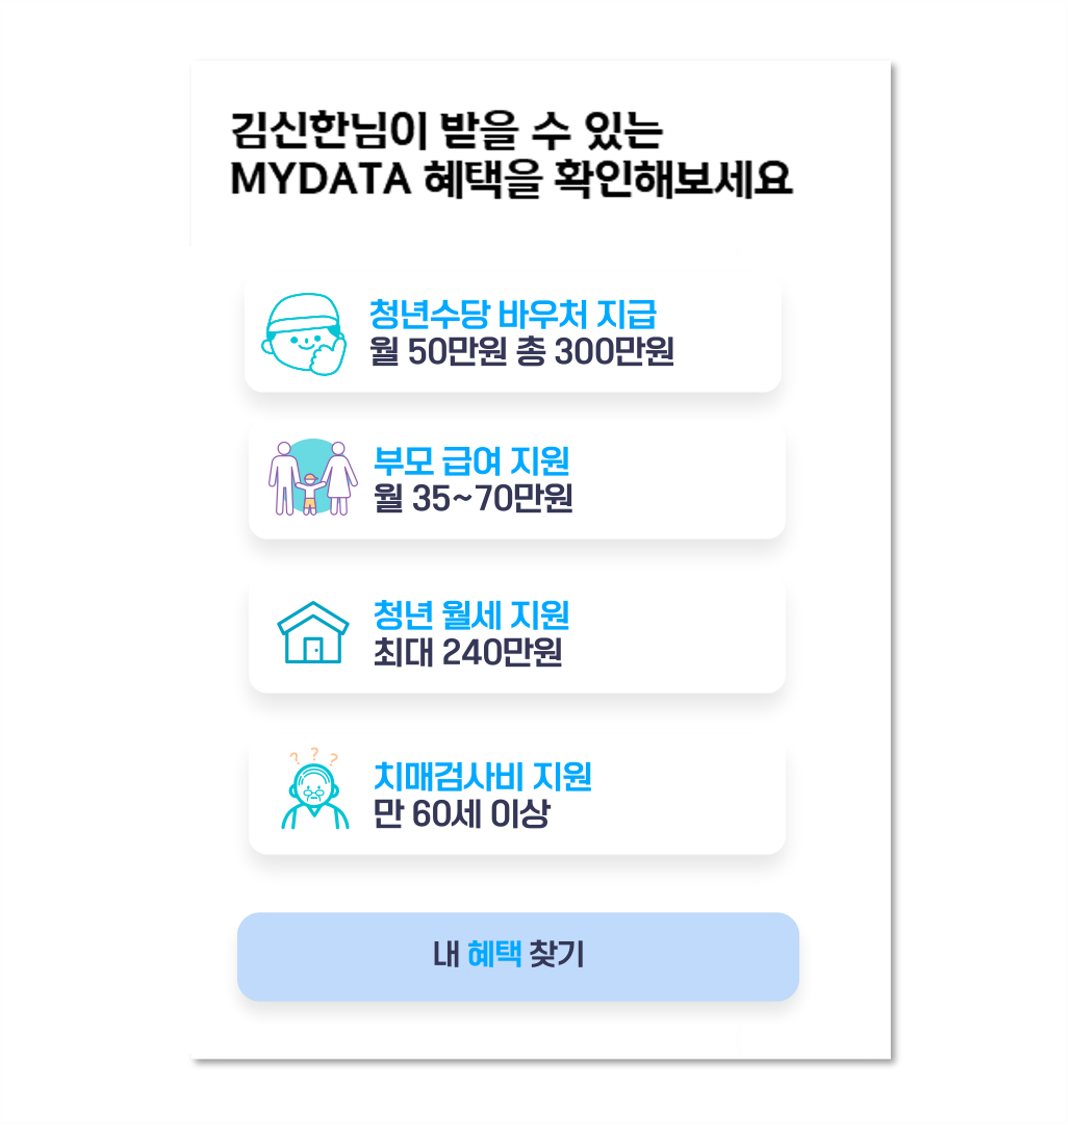 김신한님이 받을 수 있는
MYDATA 혜택을 확인해보세요
청년수당 바우처 지급
월 50만원 총 300만원
부모 급여 지원
월 35~70만원
청년 월세 지원
최대 240만원
? ? ?
치매검사비 지원
만 60세 이상
내 혜택 찾기